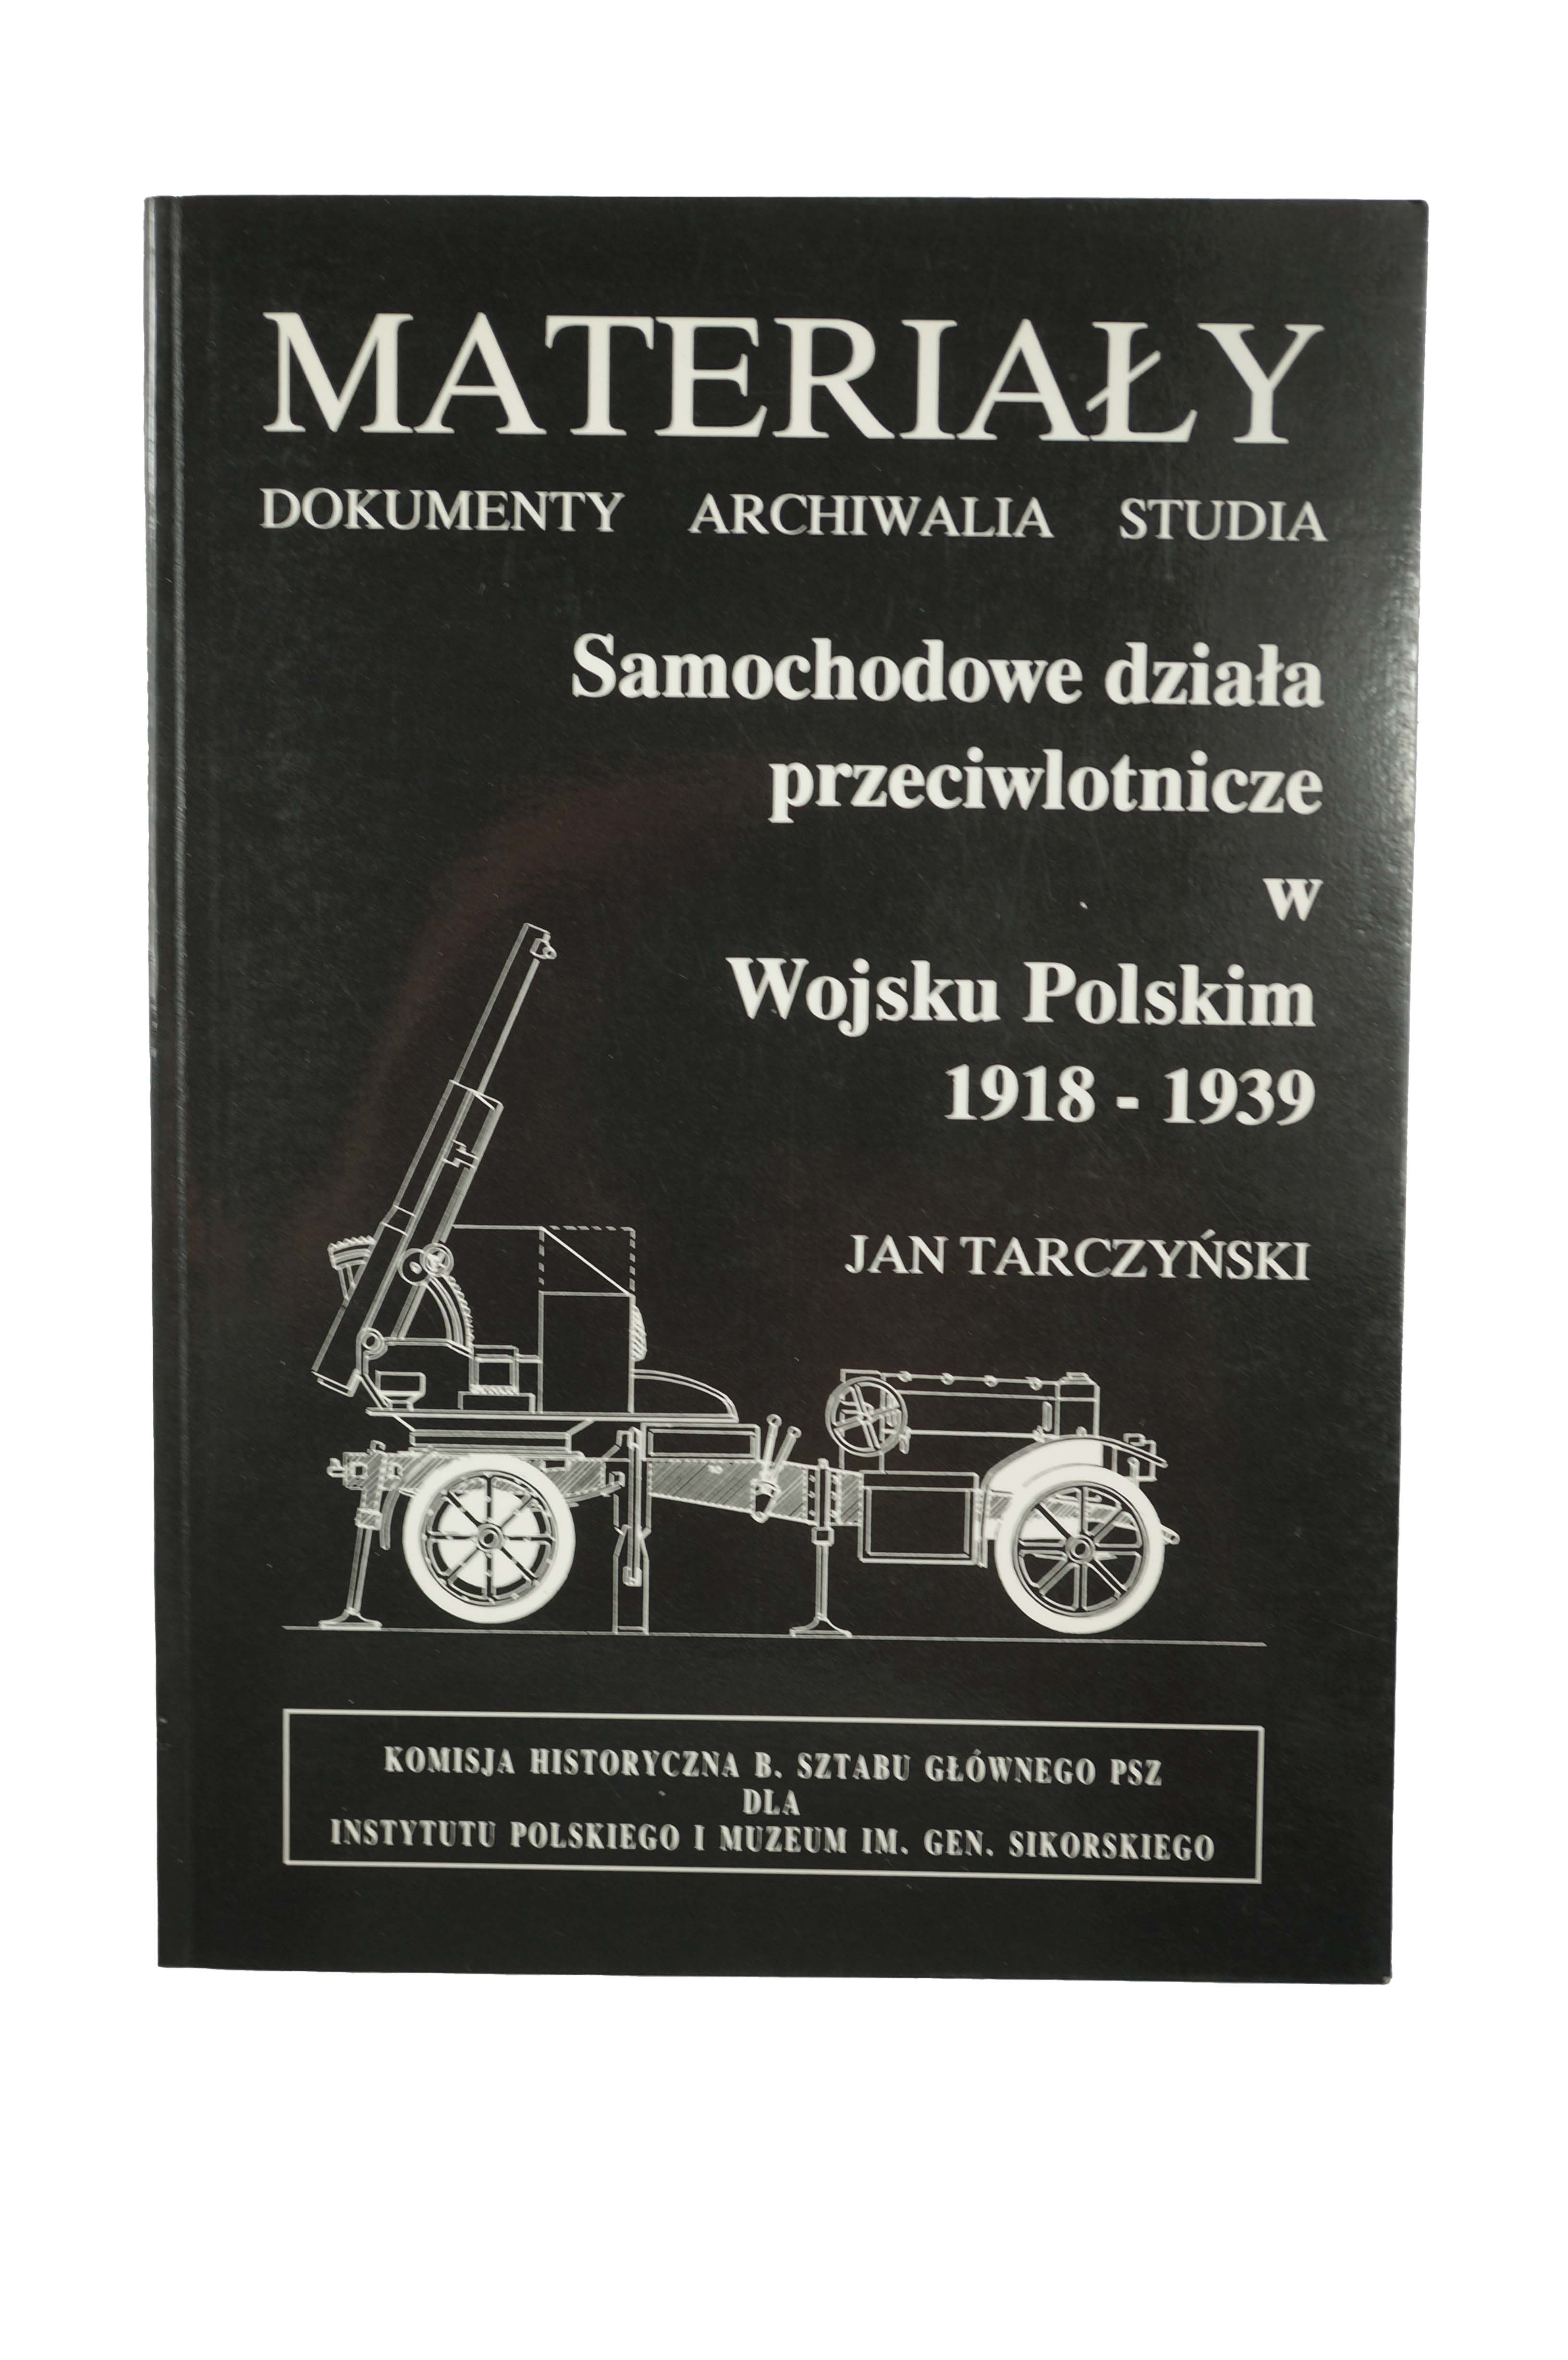 MATERIAŁY
DOKUMENTY ARCHIWALIA STUDIA
Samochodowe działa
przeciwlotnicze
w
Wojsku Polskim
1918 - 1939
JAN TARCZYŃSKI
KOMISJA HISTORYCZNA B. SZTABU GŁÓWNEGO PSZ
DLA
INSTYTUTU POLSKIEGO I MUZEUM IM. GEN. SIKORSKIEGO